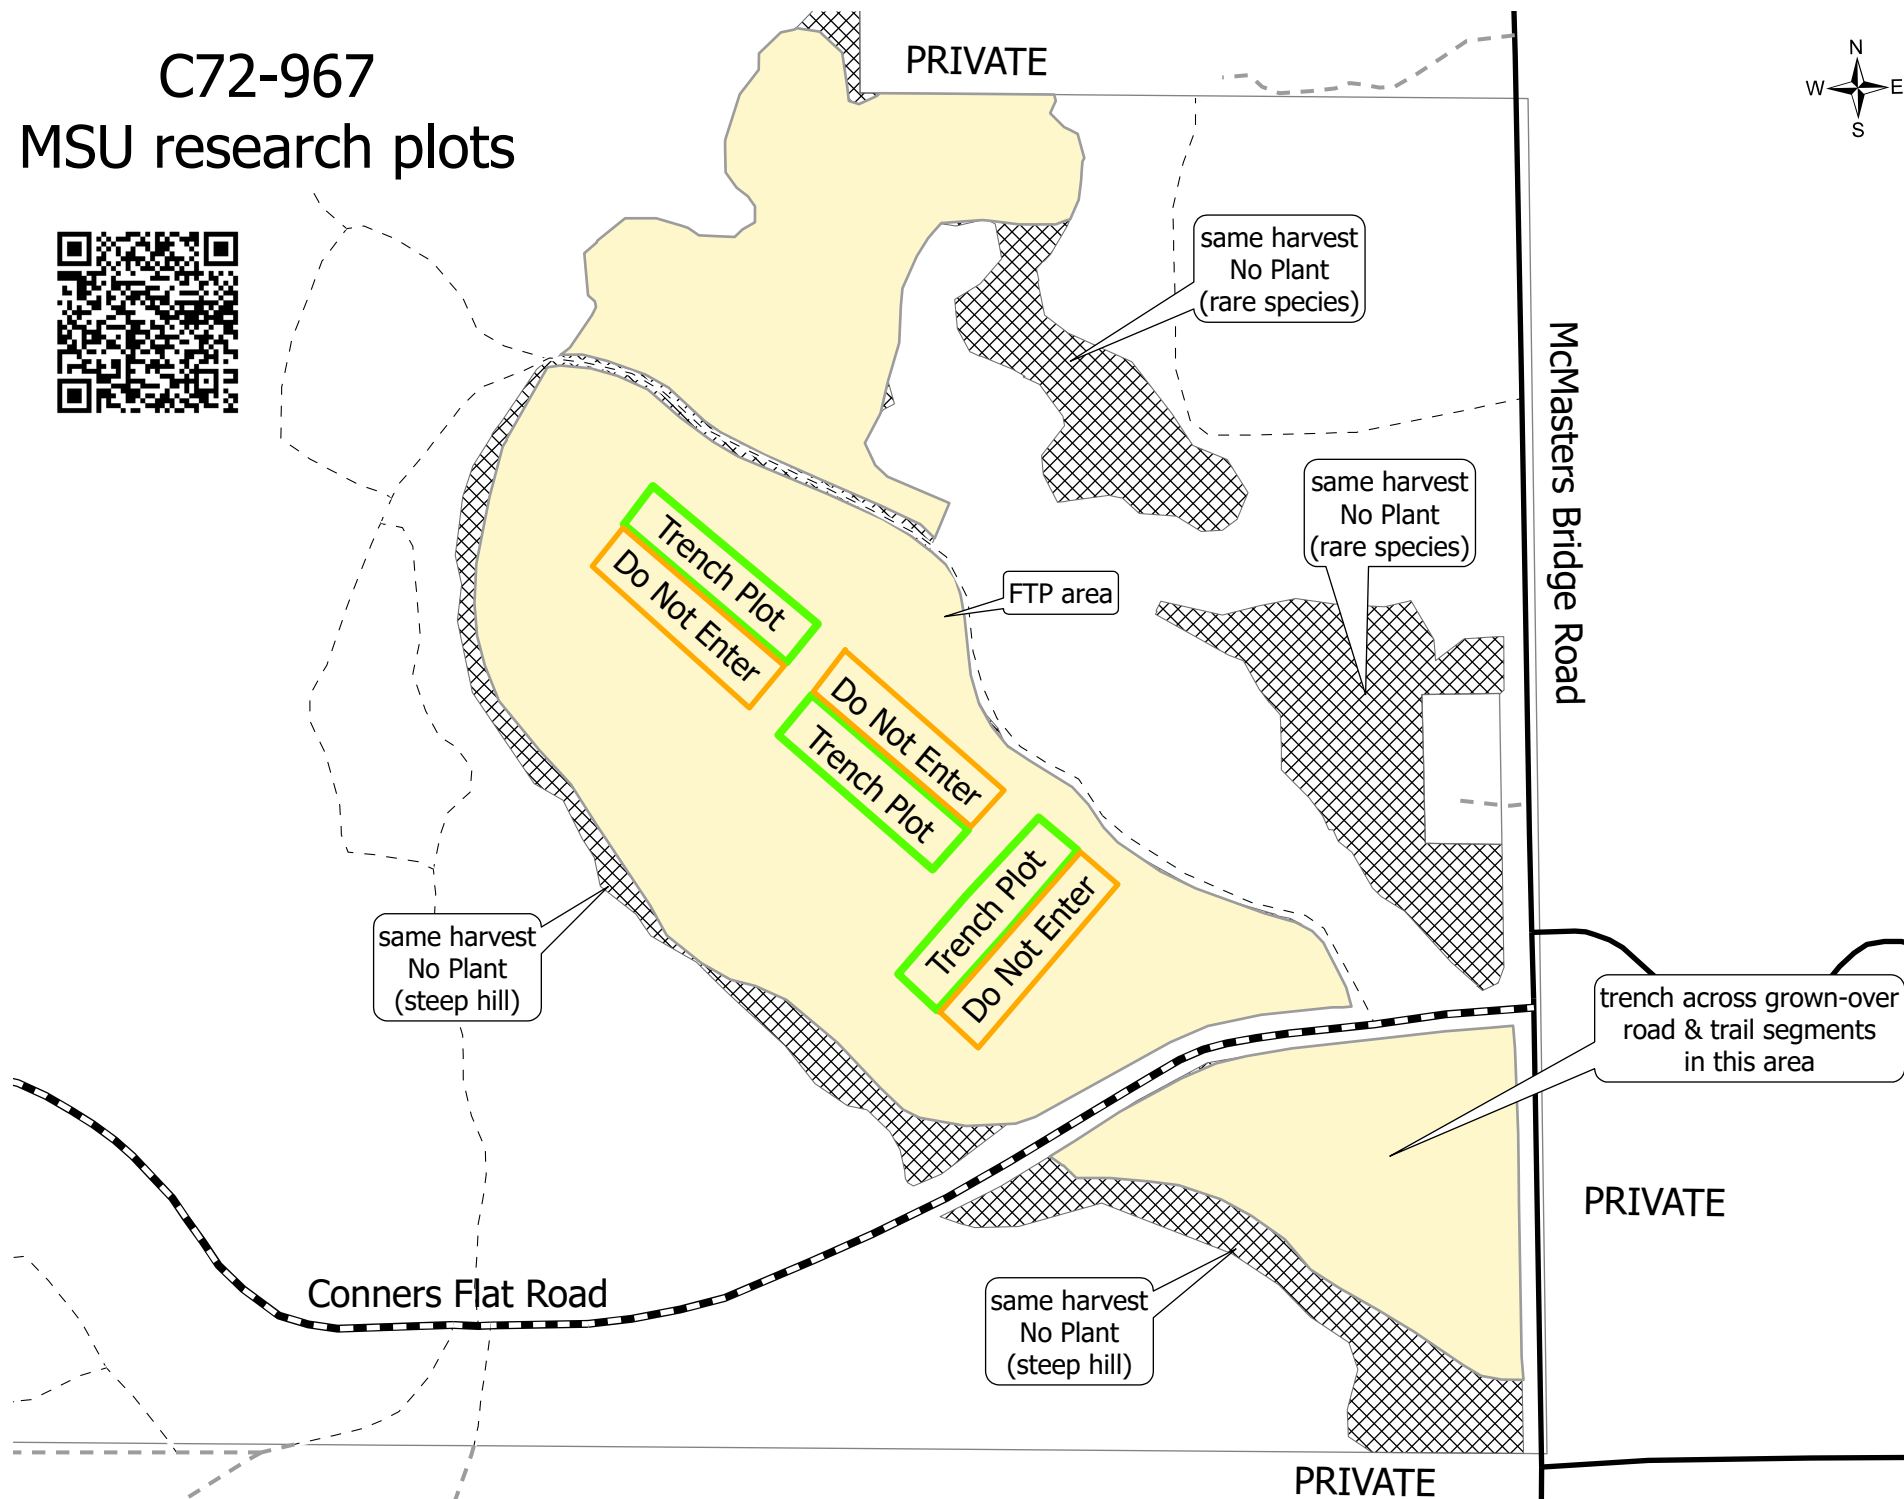 C72-967
MSU research plots
PRIVATE
N
W E
S
same harvest
No Plant
(rare species)
McMasters Bridge Road
same harvest
No Plant
(rare species)
Trench Plot
Do Not Enter
FTP area
Do Not Enter
Trench Plot
Trench Plot
Do Not Enter
same harvest
No Plant
(steep hill)
trench across grown-over
road & trail segments
in this area
PRIVATE
Conners Flat Road
same harvest
No Plant
(steep hill)
PRIVATE